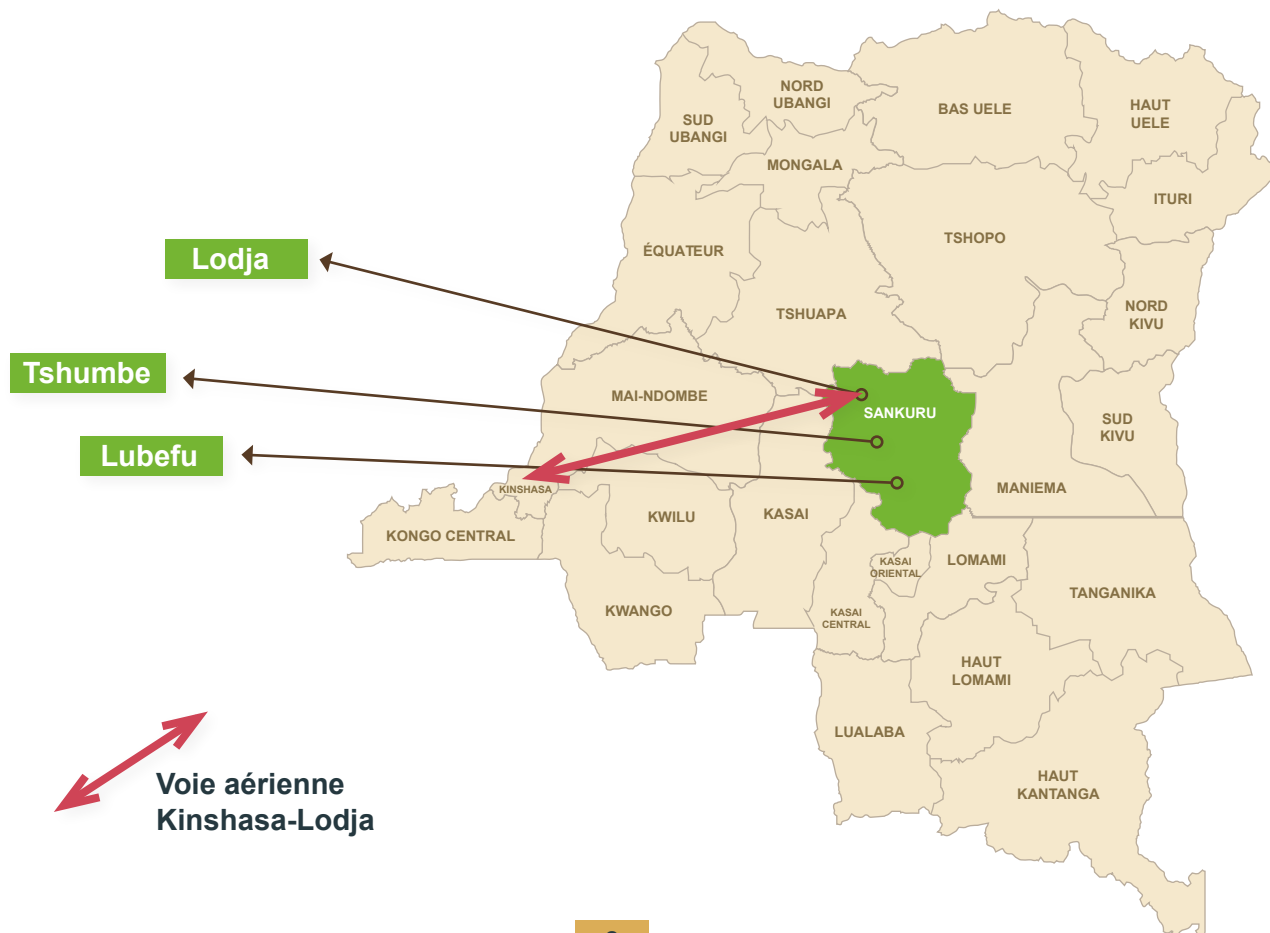 NORD
UBANGI
BAS UELE
HAUT
UELE
SUD
UBANGI
MONGALA
ITURI
TSHOPO
ÉQUATEUR
Lodja
NORD
KIVU
TSHUAPA
Tshumbe
MAI-NDOMBE
SANKURU
SUD
KIVU
Lubefu
KINSHASA
MANIEMA
KWILU
KASAI
KONGO CENTRAL
KASAI
ORIENTAL
LOMAMI
TANGANIKA
KWANGO
KASAI
CENTRAL
HAUT
LOMAMI
LUALABA
HAUT
KANTANGA
Voie aérienne
Kinshasa-Lodja